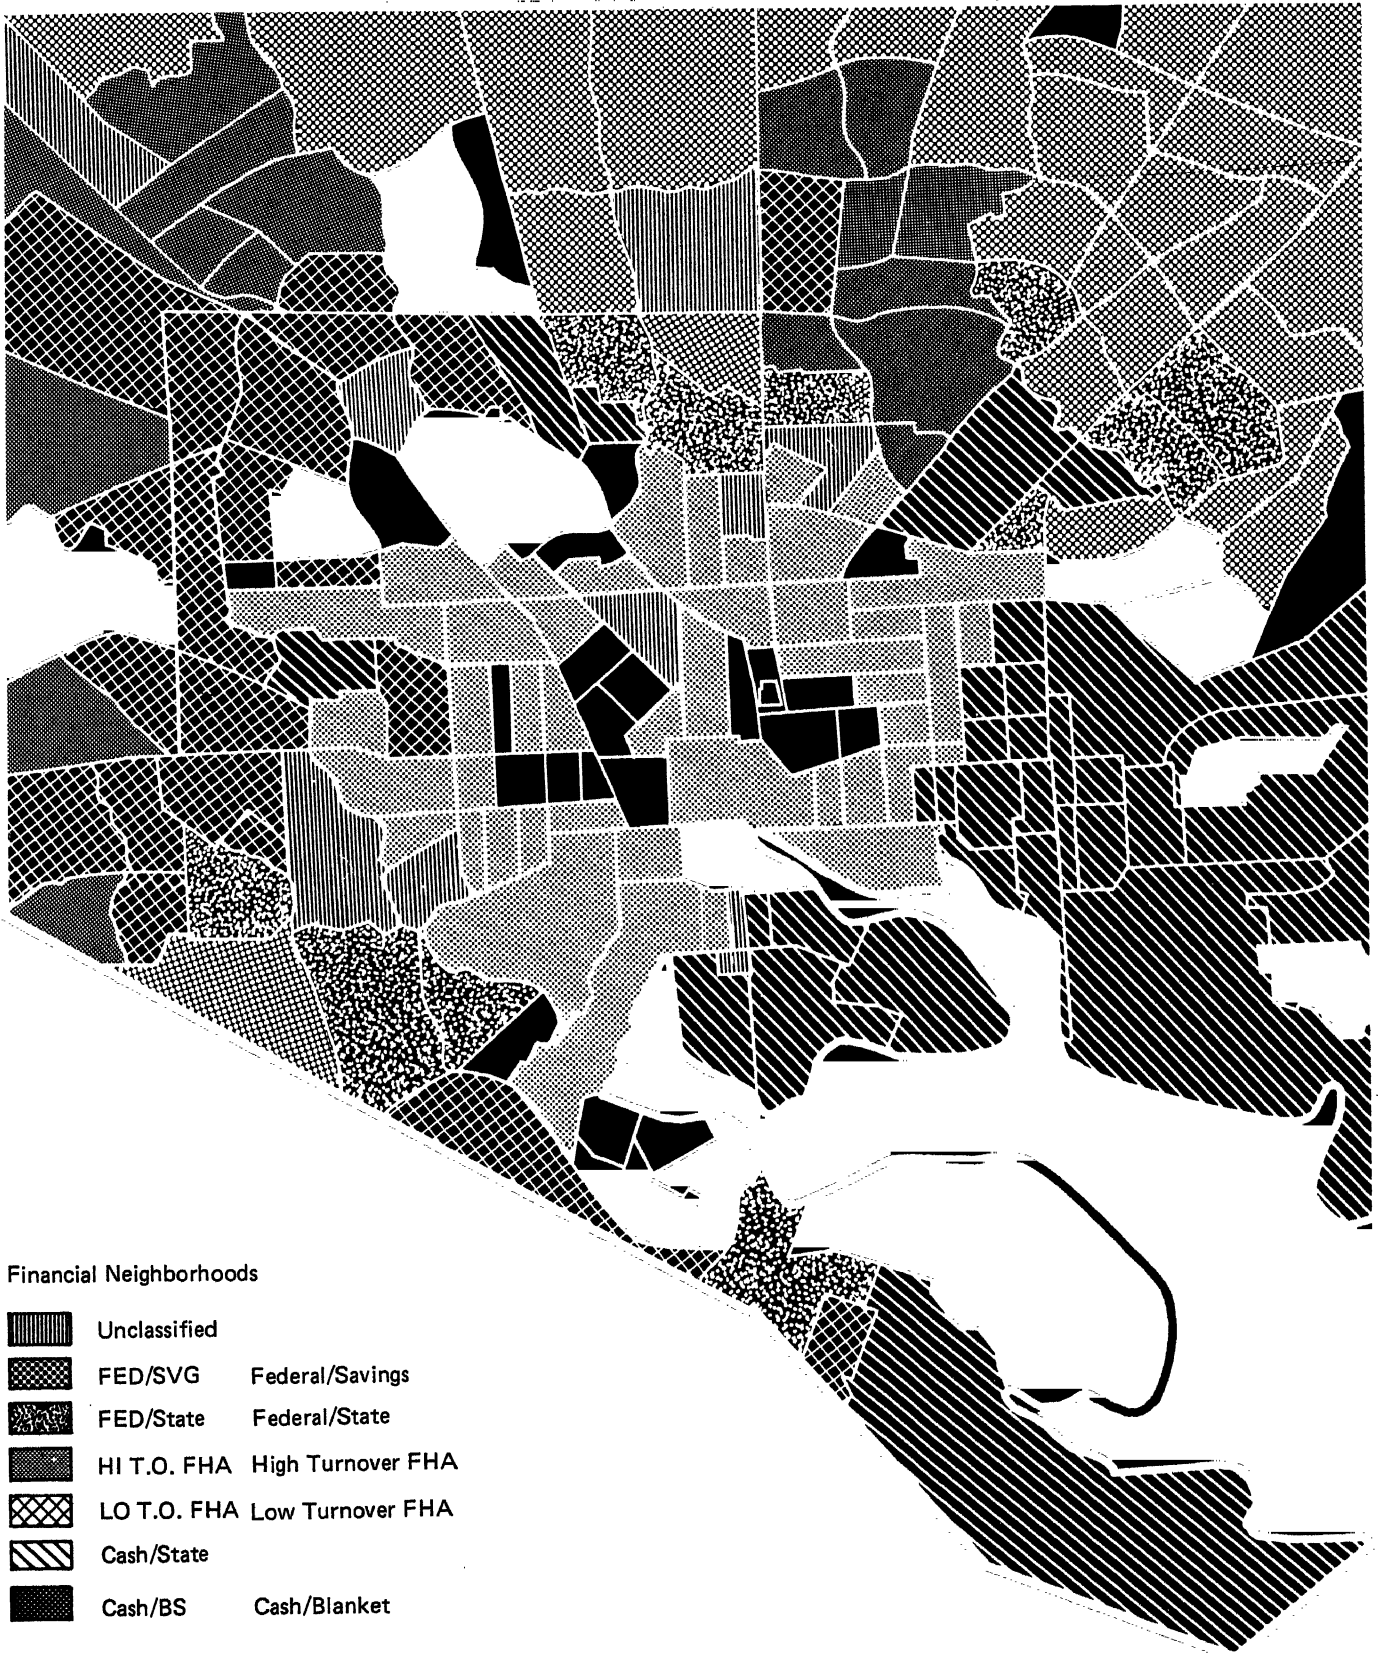 Financial Neighborhoods
Unclassified
FED/SVG Federal/Savings
FED/State Federal/State
HI T.O. FHA High Turnover FHA
LO T.O. FHA Low Turnover FHA
Cash/State
Cash/BS Cash/Blanket